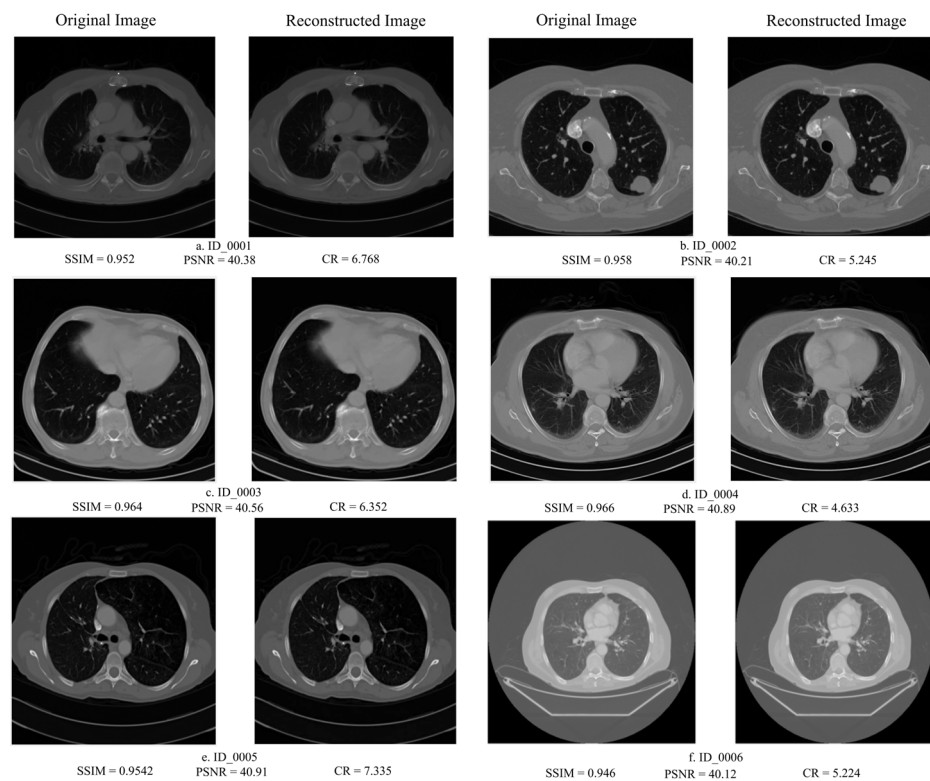 Original Image Reconstructed Image Original Image Reconstructed Image
a. ID_0001
SSIM = 0.952 PSNR = 40.38 CR = 6.768
b. ID_0002
SSIM = 0.958 PSNR = 40.21 CR = 5.245
c. ID_0003
SSIM = 0.964 PSNR = 40.56 CR = 6.352
d. ID_0004
SSIM = 0.966 PSNR = 40.89 CR = 4.633
e. ID_0005
SSIM = 0.9542 PSNR = 40.91 CR = 7.335
f. ID_0006
SSIM = 0.946 PSNR = 40.12 CR = 5.224